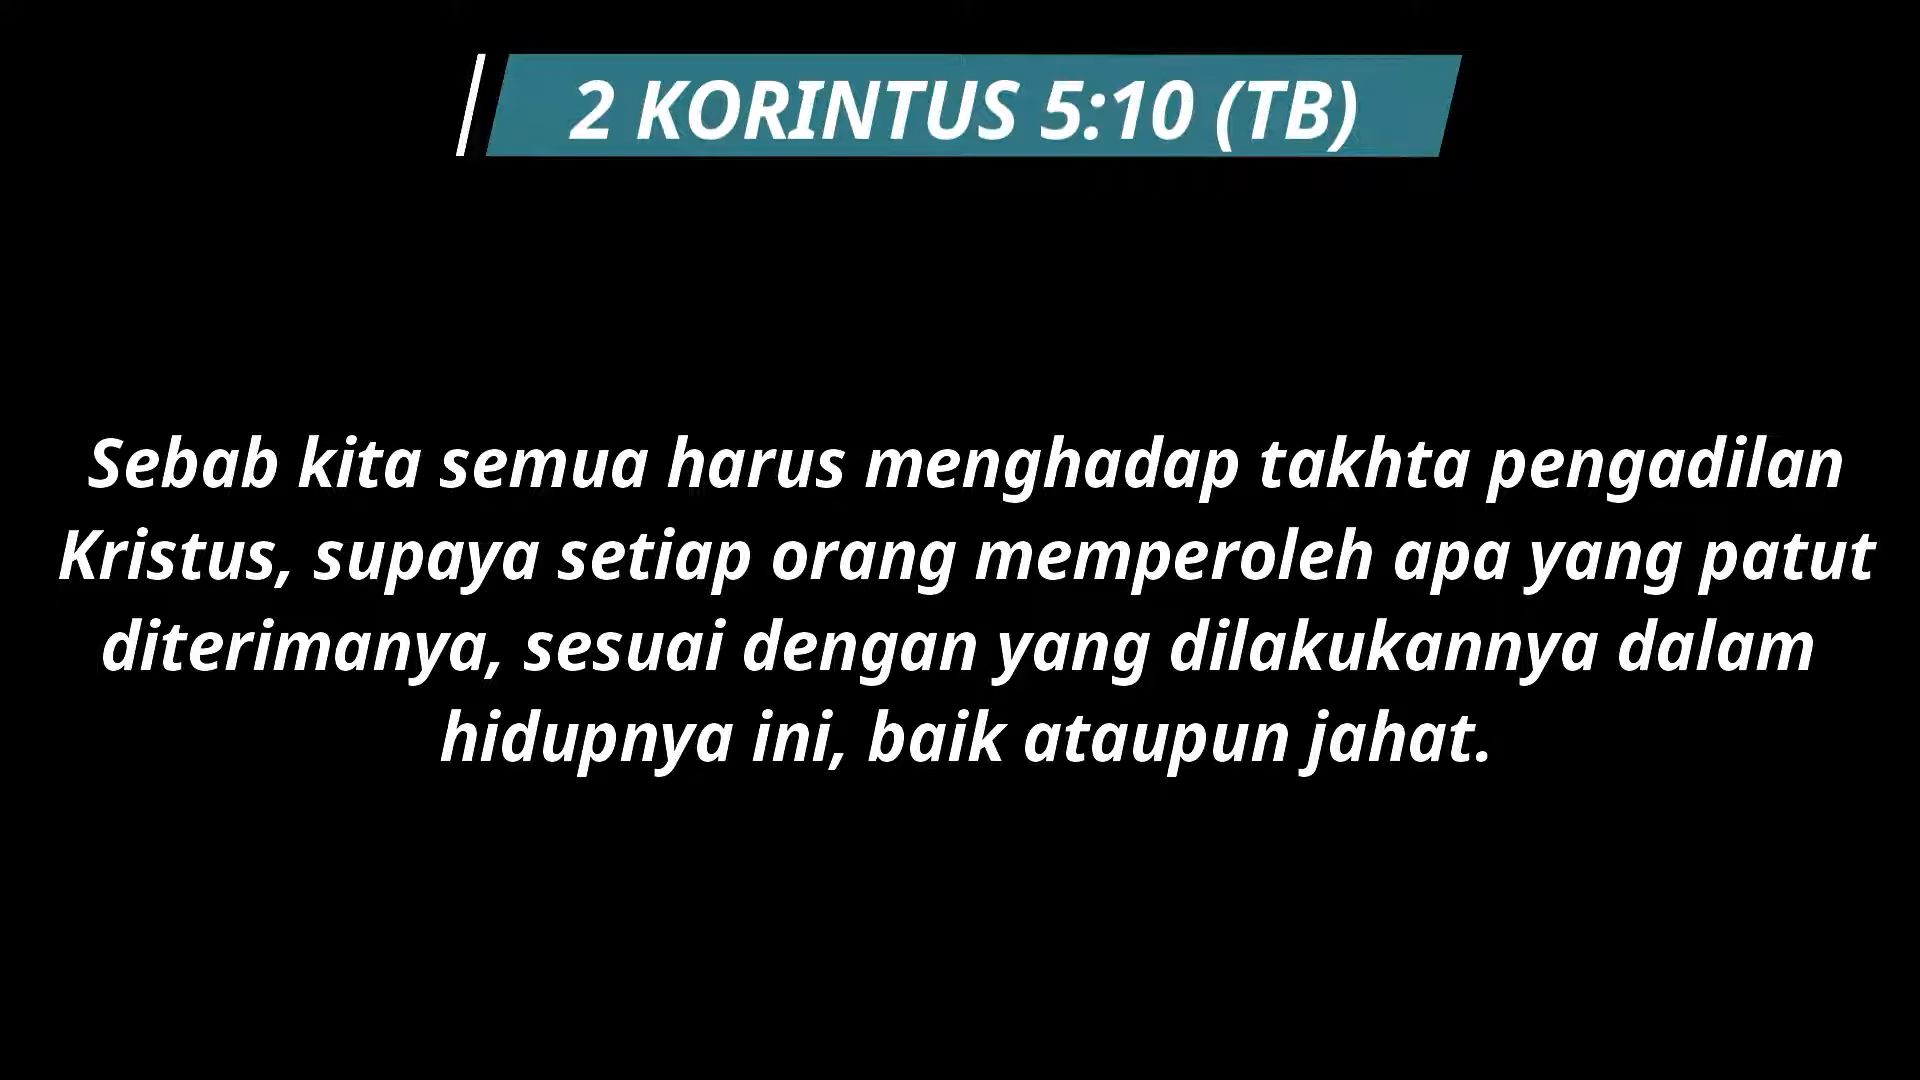 2 KORINTUS 5:10 (TB)
Sebab kita semua harus menghadap takhta pengadilan
Kristus, supaya setiap orang memperoleh apa yang patut
diterimanya, sesuai dengan yang dilakukannya dalam
hidupnya ini, baik ataupun jahat.